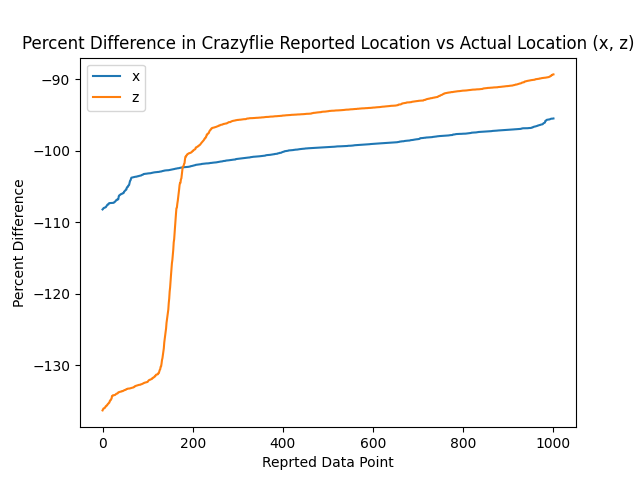 Percent Difference in Crazyflie Reported Location vs Actual Location (x, z)
x
z
Percent Difference
−90
−100
−110
−120
−130
0 200 400 600 800 1000
Reprted Data Point